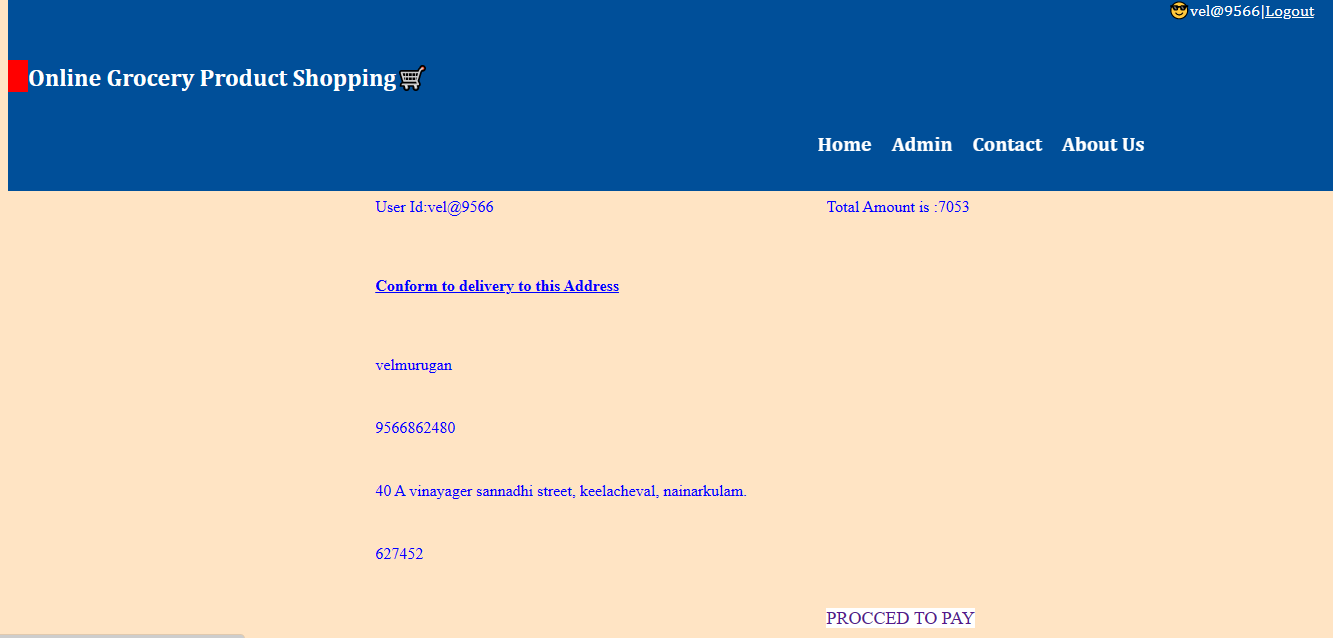 😎vel@9566|Logout
Online Grocery Product Shopping🛒
Home Admin Contact About Us
User Id:vel@9566 Total Amount is :7053
Conform to delivery to this Address
velmurugan
9566862480
40 A vinayager sannadhi street, keelacheval, nainarkulam.
627452
PROCCED TO PAY